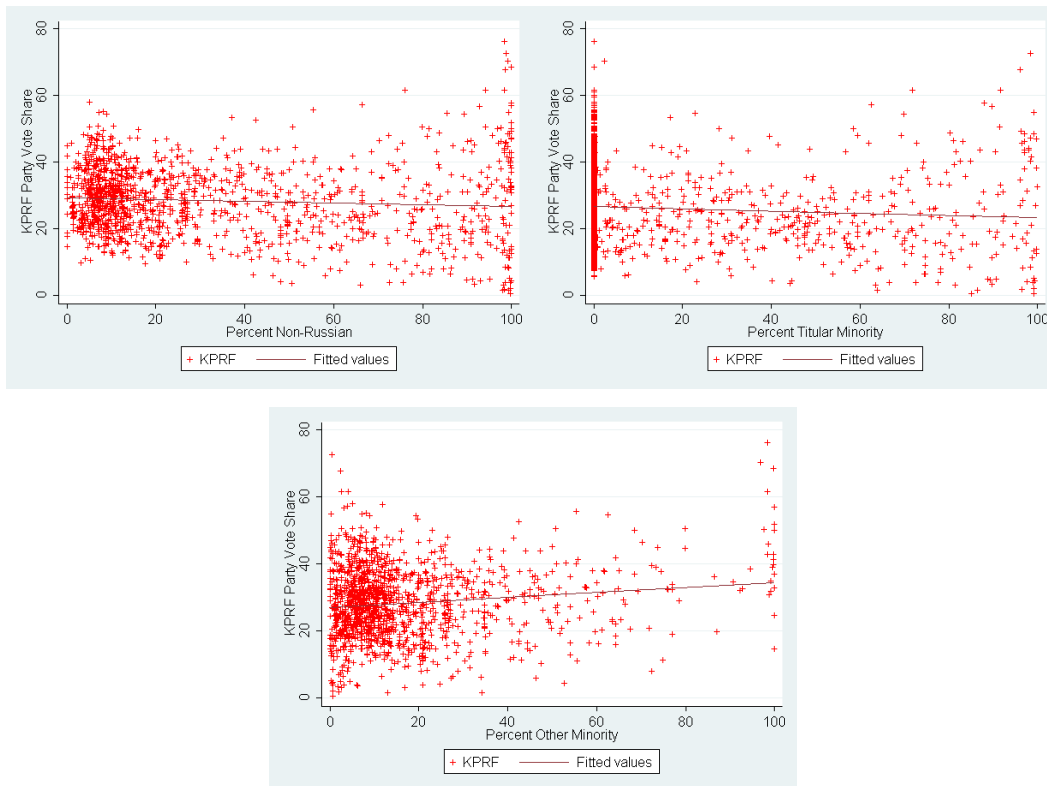 KPRF Party Vote Share
80
60
40
20
0
0 20 40 60 80 100
Percent Non-Russian
+ KPRF Fitted values
KPRF Party Vote Share
80
60
40
20
0
0 20 40 60 80 100
Percent Titular Minority
+ KPRF Fitted values
KPRF Party Vote Share
80
60
40
20
0
0 20 40 60 80 100
Percent Other Minority
+ KPRF Fitted values